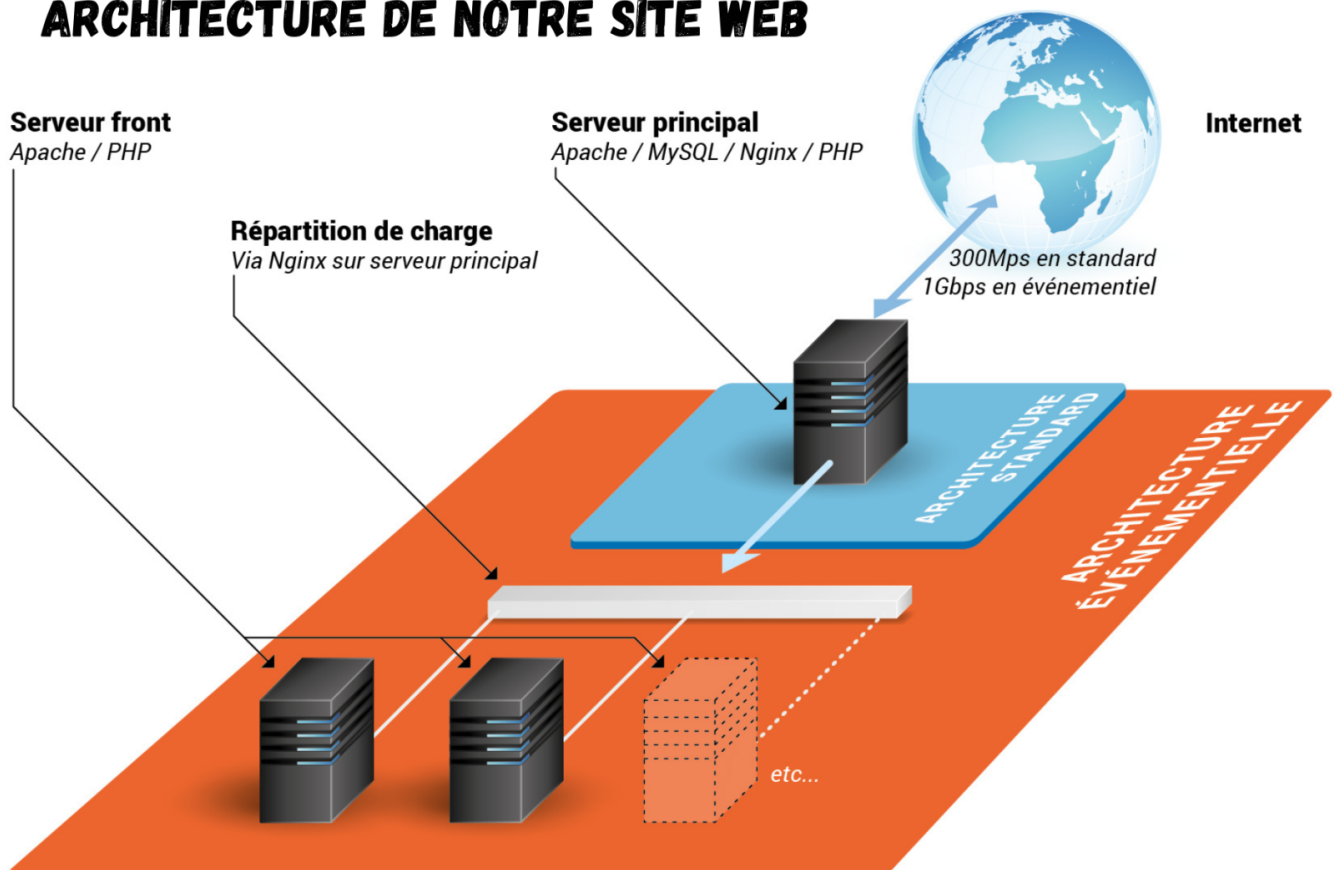 ARCHITECTURE DE NOTRE SITE WEB
Serveur front
Apache / PHP
Serveur principal
Apache / MySQL / Nginx / PHP
Internet
Répartition de charge
Via Nginx sur serveur principal
300Mps en standard
1Gbps en événementiel
ARCHITECTURE
STANDARD
ARCHITECTURE
ÉVÉNEMENTIELLE
etc...